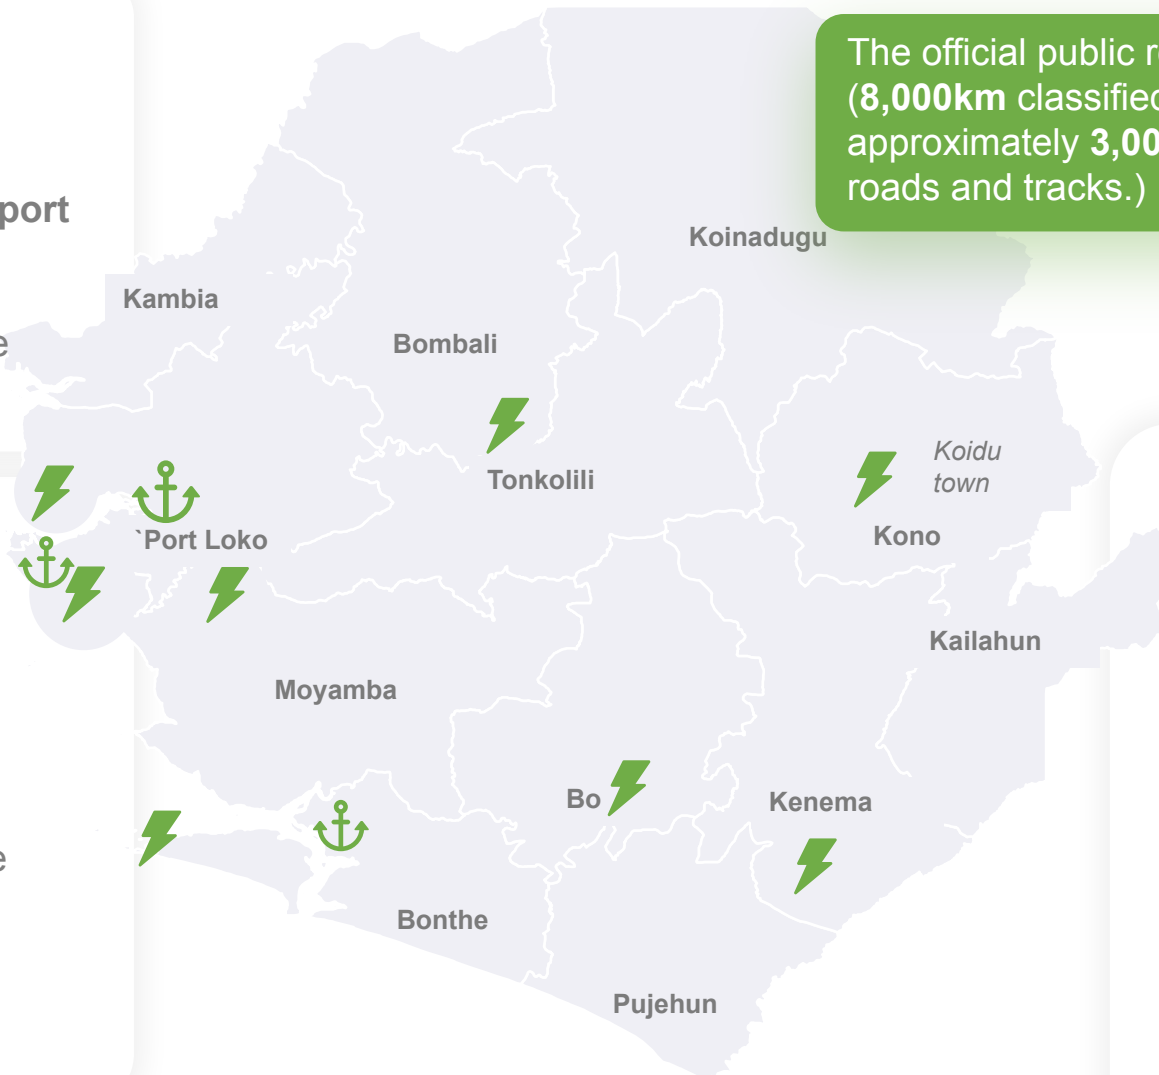 The official public r
(8,000km classified
approximately 3,00
roads and tracks.)
port
Koinadugu
Kambia
e
Bombali
Koidu
town
Tonkolili
Kono
`Port Loko
Kailahun
Moyamba
Bo
Kenema
e
Bonthe
Pujehun